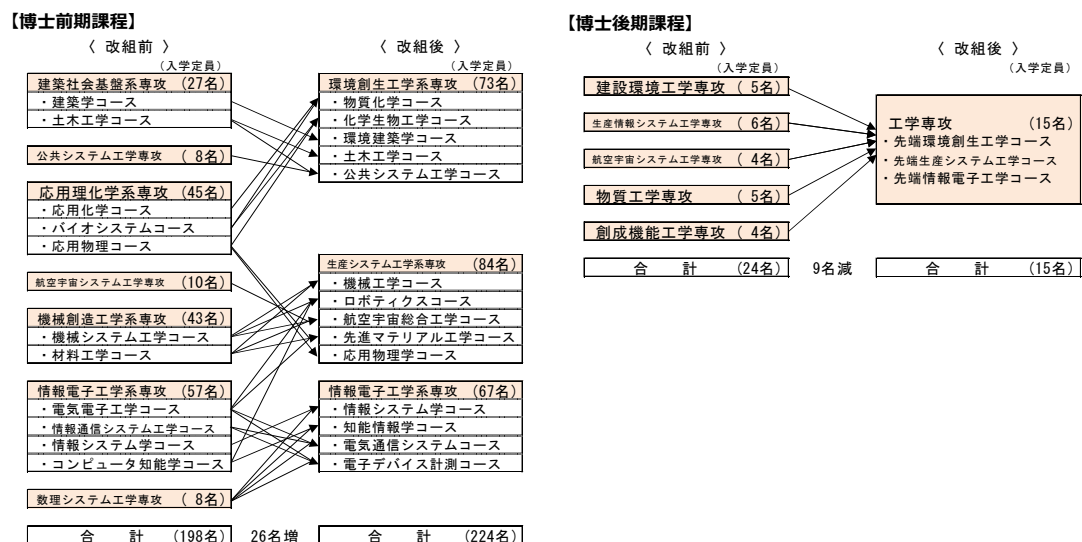 【博士前期課程】
〈 改組前 〉
（入学定員）
建築社会基盤系専攻 （27名）
・建築学コース
・土木工学コース
公共システム工学専攻 （ 8名）
応用理化学系専攻 （45名）
・応用化学コース
・バイオシステムコース
・応用物理コース
航空宇宙システム工学専攻 （10名）
機械創造工学系専攻 （43名）
・機械システム工学コース
・材料工学コース
情報電子工学系専攻 （57名）
・電気電子工学コース
・情報通信システム工学コース
・情報システム学コース
・コンピュータ知能学コース
数理システム工学専攻 （ 8名）
合 計 （198名）
26名増
〈 改組後 〉
（入学定員）
環境創生工学系専攻 （73名）
・物質化学コース
・化学生物工学コース
・環境建築学コース
・土木工学コース
・公共システム工学コース
生産システム工学系専攻 （84名）
・機械工学コース
・ロボティクスコース
・航空宇宙総合工学コース
・先進マテリアル工学コース
・応用物理学コース
情報電子工学系専攻 （67名）
・情報システム学コース
・知能情報学コース
・電気通信システムコース
・電子デバイス計測コース
合 計 （224名）
【博士後期課程】
〈 改組前 〉
（入学定員）
建設環境工学専攻 （ 5名）
生産情報システム工学専攻 （ 6名）
航空宇宙システム工学専攻 （ 4名）
物質工学専攻 （ 5名）
創成機能工学専攻 （ 4名）
合 計 （24名）
9名減
〈 改組後 〉
（入学定員）
工学専攻 （15名）
・先端環境創生工学コース
・先端生産システム工学コース
・先端情報電子工学コース
合 計 （15名）